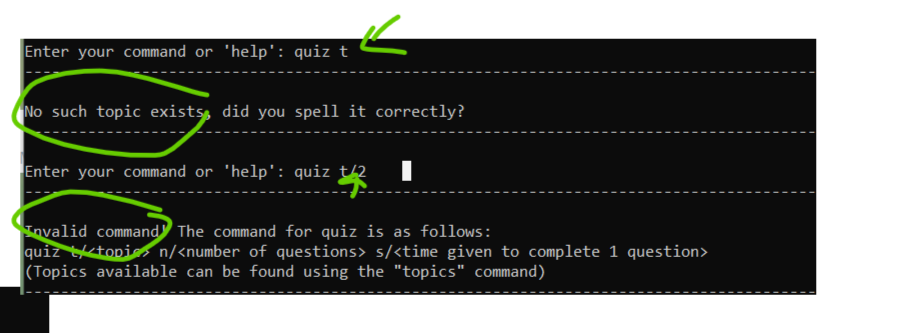 Enter your command or 'help': quiz t
--------------------------------------------------------------------------------
No such topic exists, did you spell it correctly?
--------------------------------------------------------------------------------
Enter your command or 'help': quiz t/2
--------------------------------------------------------------------------------
Invalid command! The command for quiz is as follows:
quiz t/<topic> n/<number of questions> s/<time given to complete 1 question>
(Topics available can be found using the "topics" command)
--------------------------------------------------------------------------------